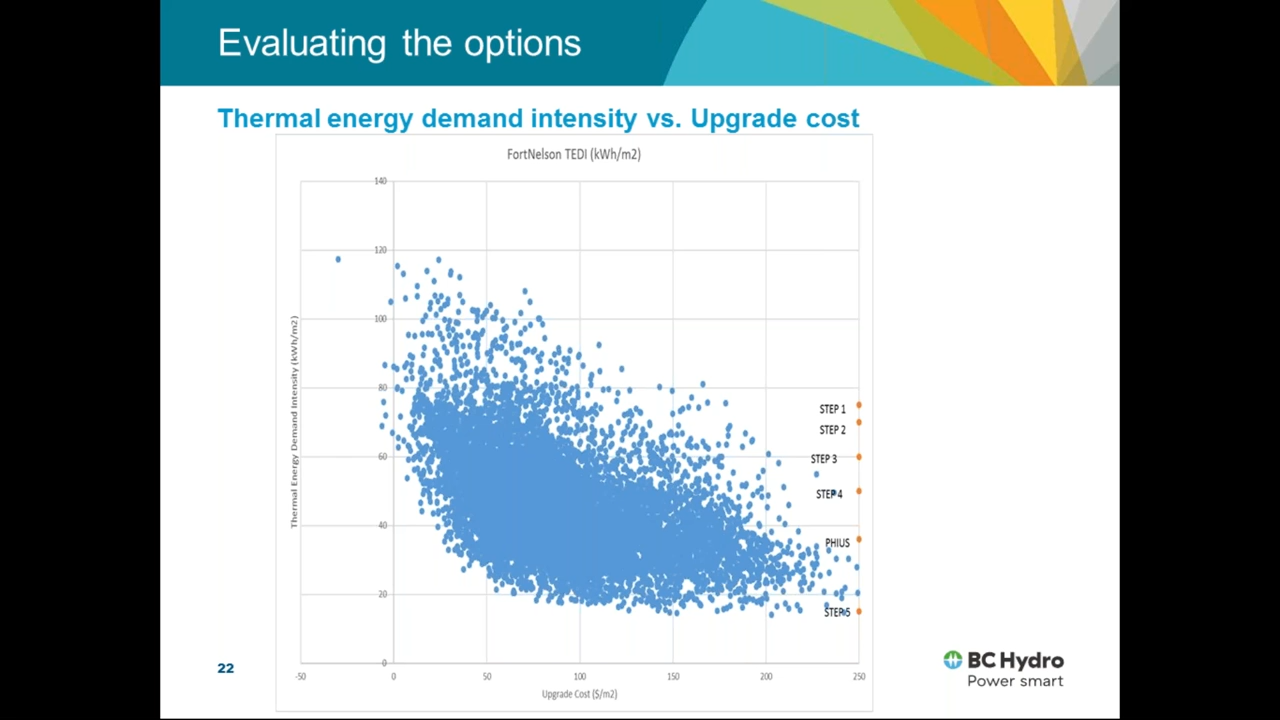 Evaluating the options
Thermal energy demand intensity vs. Upgrade cost
FortNelson TEDI (kWh/m2)
140
120
100
80
60
40
20
0
Thermal Energy Demand Intensity (kWh/m2)
STEP 1
STEP 2
STEP 3
STEP 4
PHIUS
STEP 5
-50
0
50
100
150
200
250
Upgrade Cost ($/m2)
22
BC Hydro
Power smart